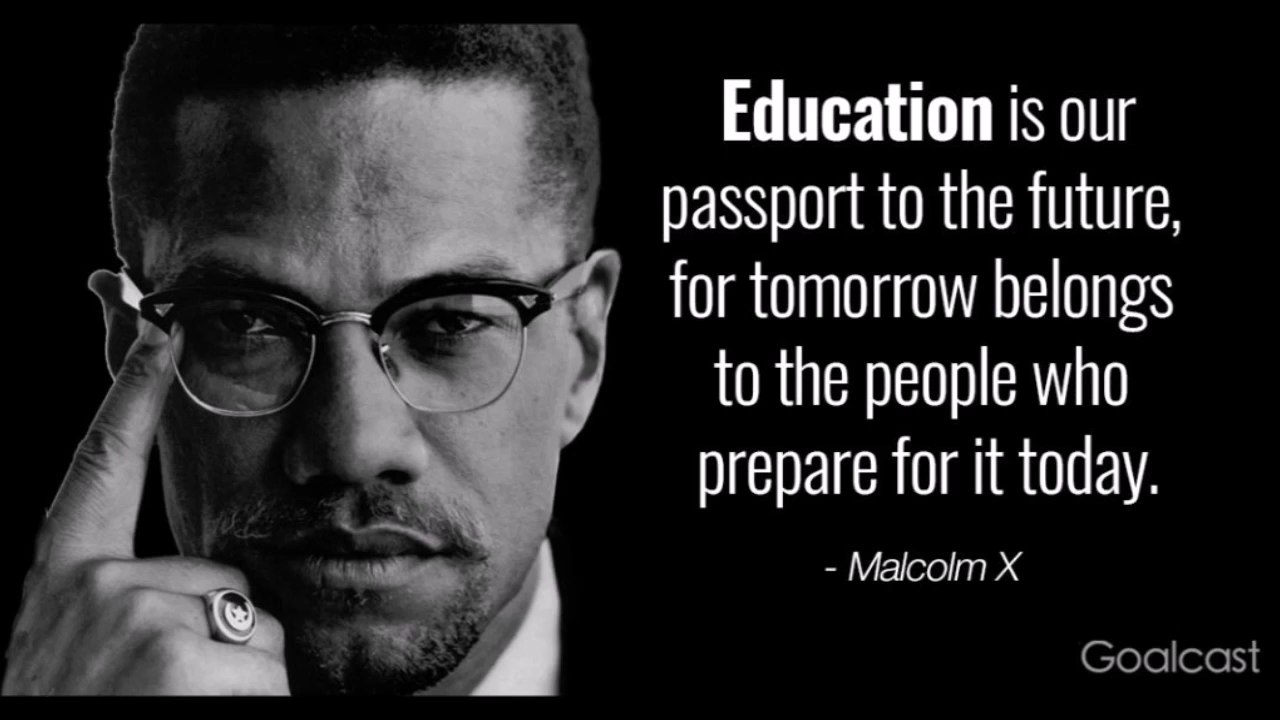 Education is our
passport to the future,
for tomorrow belongs
to the people who
prepare for it today.
- Malcolm X
Goalcast